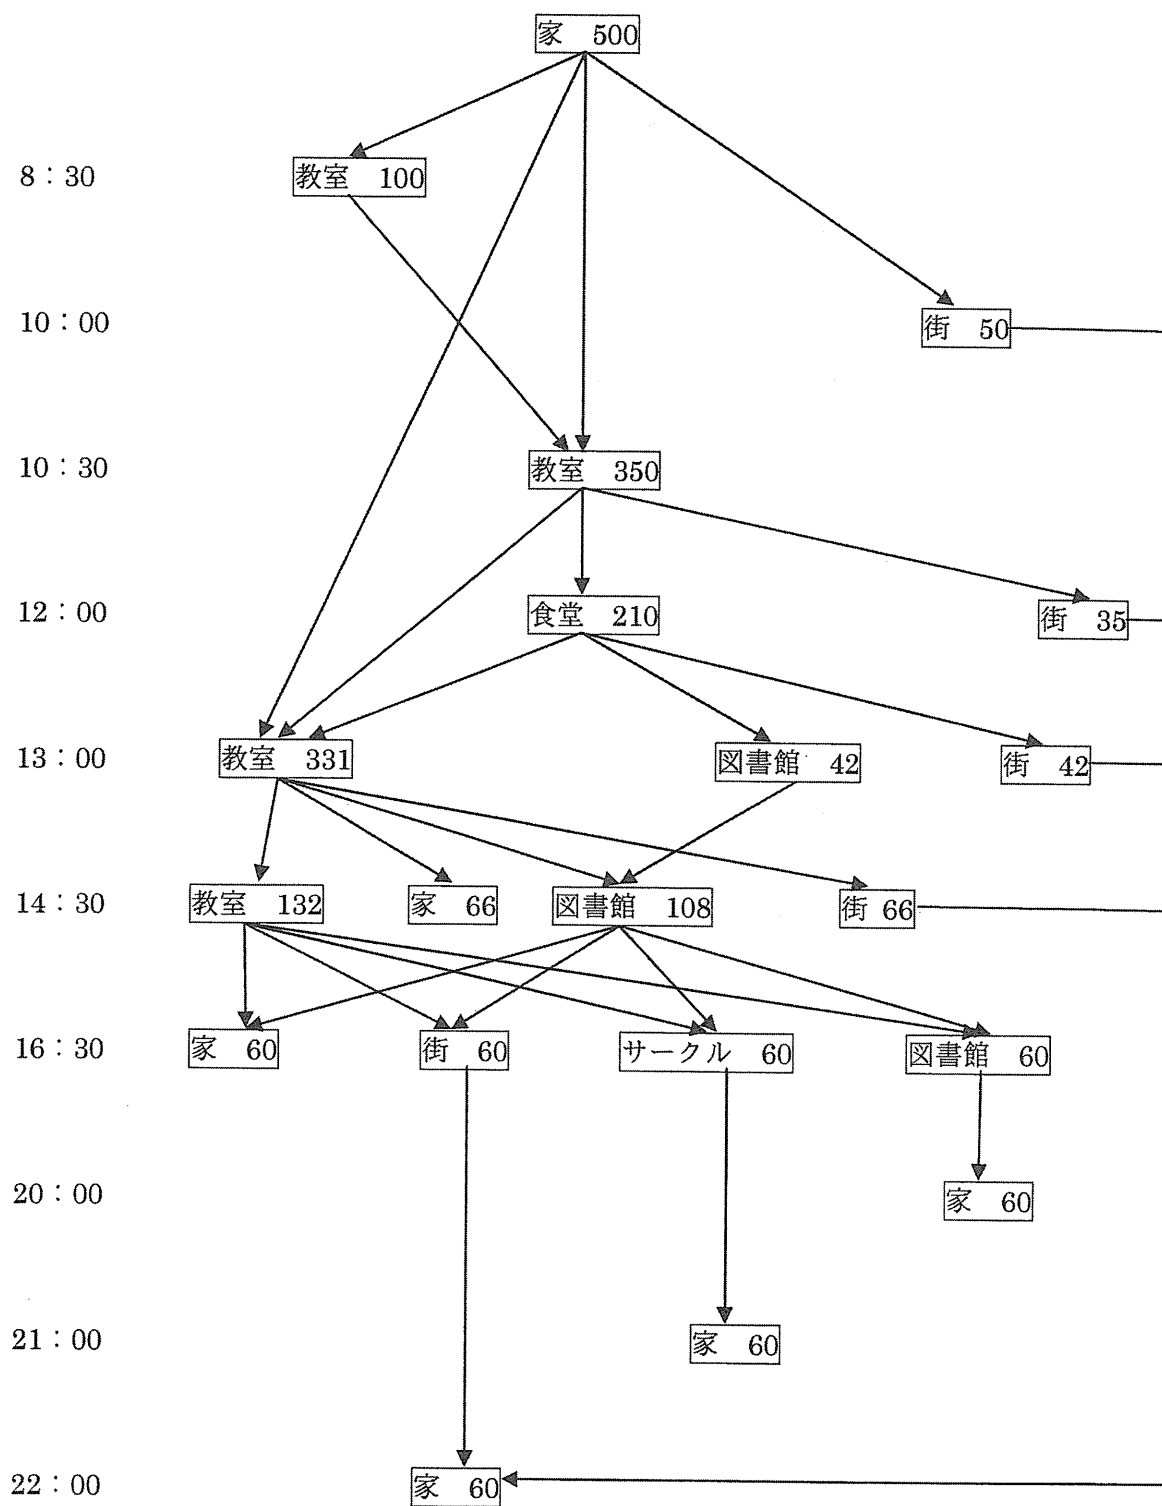 家 500
8：30 教室 100
10：00 街 50
10：30 教室 350
12：00 食堂 210 街 35
13：00 教室 331 図書館 42 街 42
14：30 教室 132 家 66 図書館 108 街 66
16：30 家 60 街 60 サークル 60 図書館 60
20：00 家 60
21：00 家 60
22：00 家 60